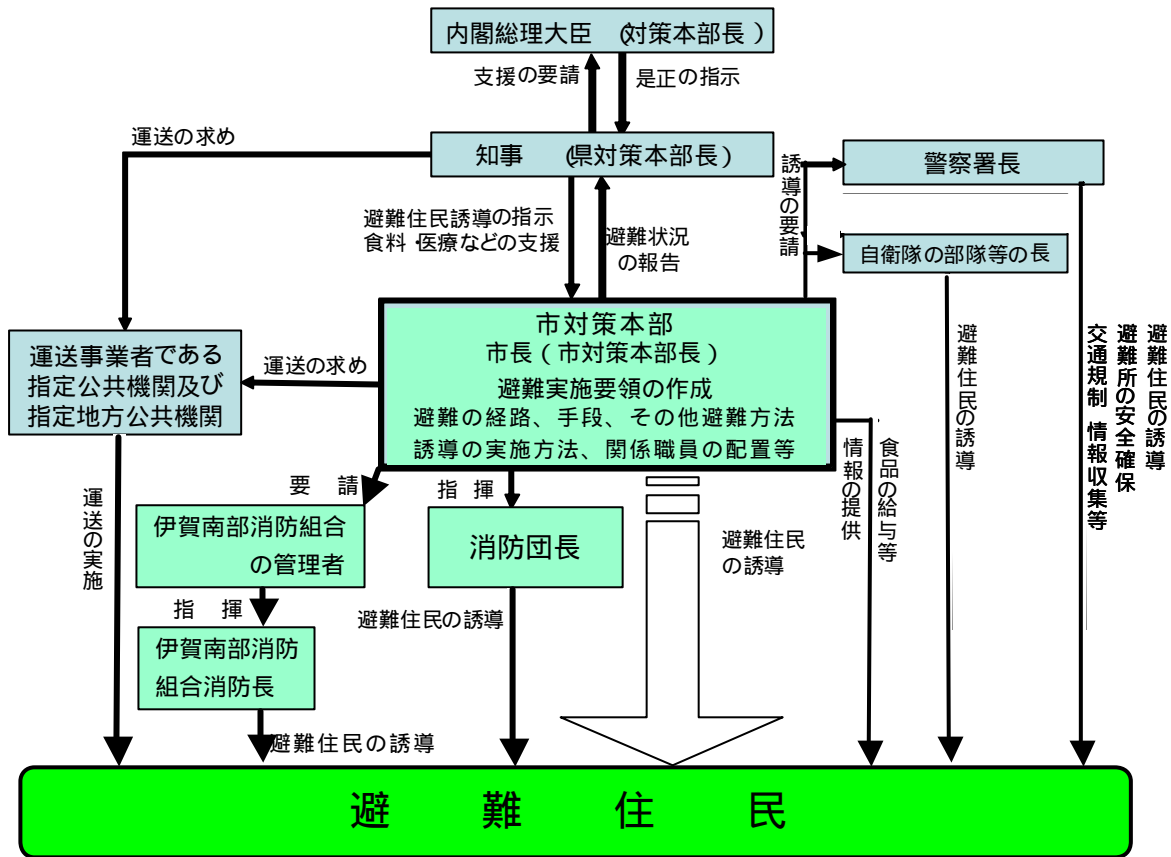 内閣総理大臣 (対策本部長)
支援の要請
是正の指示
運送の求め
知事 (県対策本部長)
誘導の要請
警察署長
避難住民誘導の指示
食料・医療などの支援
避難状況
の報告
自衛隊の部隊等の長
市対策本部
市長(市対策本部長)
避難実施要領の作成
避難の経路、手段、その他避難方法
誘導の実施方法、関係職員の配置等
運送事業者である
指定公共機関及び
指定地方公共機関
運送の求め
避難住民の誘導
避難住民の誘導
避難所の安全確保
交通規制 情報収集等
要 請
指 揮
食品の給与等
情報の提供
伊賀南部消防組合
の管理者
消防団長
避難住民
の誘導
運送の実施
指 揮
避難住民の誘導
伊賀南部消防
組合消防長
避難住民の誘導
避 難 住 民